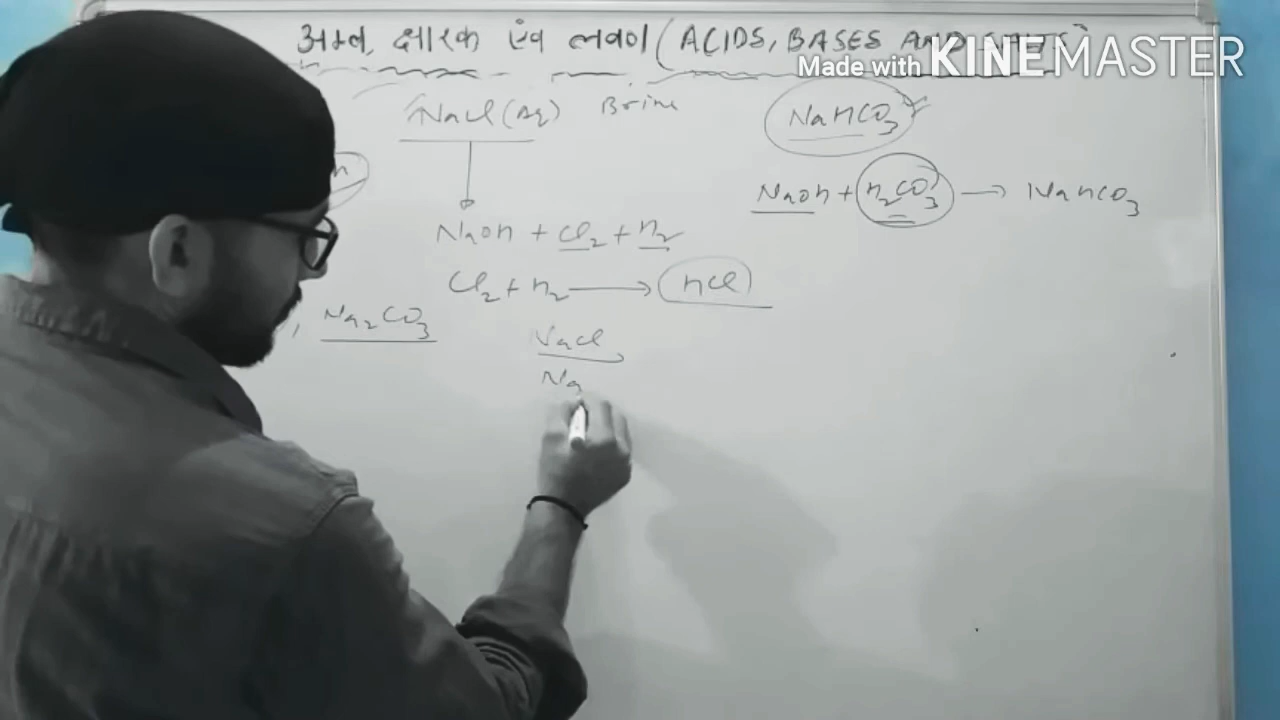 अम्ल, क्षारक एंव लवण (ACIDS, BASES AND SALTS)
Made with KINEMASTER
NaCl(Aq) Brine
NaHCO3
NaOH + H2CO3 → NaHCO3
NaOH + Cl2 + H2
Cl2 + H2 → HCl
, Na2CO3
NaCl
Na